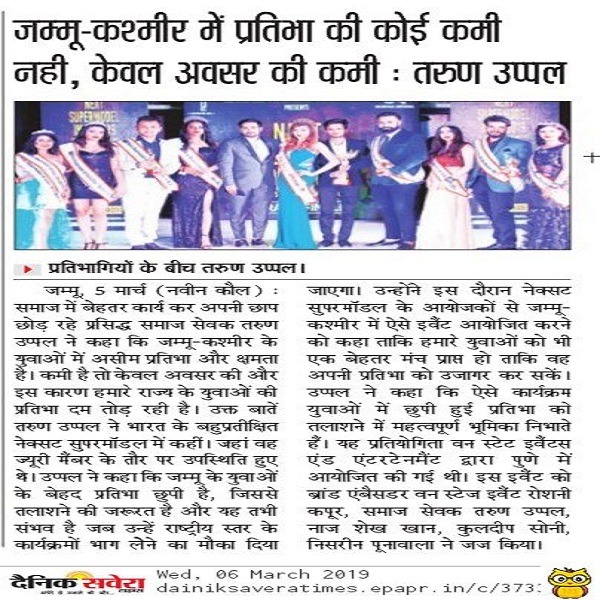 जम्मू-कश्मीर में प्रतिभा की कोई कमी
नही, केवल अवसर की कमी : तरुण उप्पल
NEXT
SUPERMODEL
PRESENTS
प्रतिभागियों के बीच तरुण उप्पल।
जम्मू, 5 मार्च (नवीन कौल) :
समाज में बेहतर कार्य कर अपनी छाप
छोड़ रहे प्रसिद्ध समाज सेवक तरुण
उप्पल ने कहा कि जम्मू-कश्मीर के
युवाओं में असीम प्रतिभा और क्षमता
है। कमी है तो केवल अवसर की और
इस कारण हमारे राज्य के युवाओं की
प्रतिभा दम तोड़ रही है। उक्त बातें
तरुण उप्पल ने भारत के बहुप्रतीक्षित
नेक्सट सुपरमॉडल में कहीं। जहां वह
ज्यूरी मैंबर के तौर पर उपस्थिति हुए
थे। उप्पल ने कहा कि जम्मू के युवाओं
के बेहद प्रतिभा छुपी है, जिससे
तलाशने की जरूरत है और यह तभी
संभव है जब उन्हें राष्ट्रीय स्तर के
कार्यक्रमों भाग लेने का मौका दिया
जाएगा। उन्होंने इस दौरान नेक्सट
सुपरमॉडल के आयोजकों से जम्मू-
कश्मीर में ऐसे इवैंट आयोजित करने
को कहा ताकि हमारे युवाओं को भी
एक बेहतर मंच प्राप्त हो ताकि वह
अपनी प्रतिभा को उजागर कर सकें।
उप्पल ने कहा कि ऐसे कार्यक्रम
युवाओं में छुपी हुई प्रतिभा को
तलाशने में महत्वपूर्ण भूमिका निभाते
हैं। यह प्रतियोगिता वन स्टेट इवैंटस
एंड एंटरटेनमैंट द्वारा पुणे में
आयोजित की गई थी। इस इवैंट को
ब्रांड एंबैसडर वन स्टेज इवैंट रोशनी
कपूर, समाज सेवक तरुण उप्पल,
नाज शेख खान, कुलदीप सोनी,
निसरीन पूनावाला ने जज किया।
दैनिक सवेरा
टाइम्स
Wed, 06 March 2019
dainiksaveratimes.epapr.in/c/373